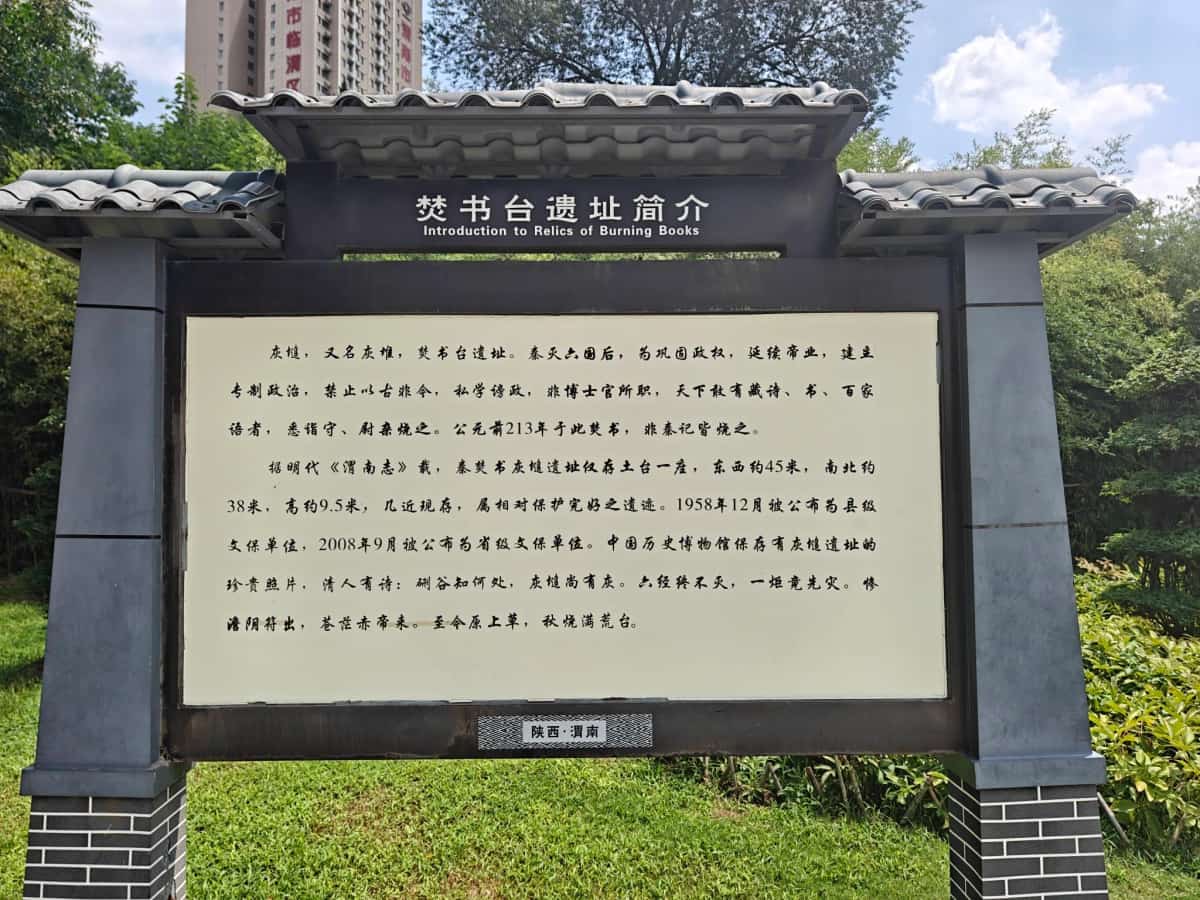 市临渭区
焚书台遗址简介
Introduction to Relics of Burning Books
灰堆，又名灰堆，焚书台遗址。秦灭六国后，为巩固政权，延续帝业，建立
专制政治，禁止以古非今，私学谤政，非博士官所职，天下敢有藏诗、书、百家
语者，悉诣守、尉杂烧之。公元前213年于此焚书，非秦记皆烧之。
据明代《渭南志》载，秦焚书灰堆遗址仅存土台一座，东西约45米，南北约
38米，高约9.5米，几近现存，属相对保护完好之遗迹。1958年12月被公布为县级
文保单位，2008年9月被公布为省级文保单位。中国历史博物馆保存有灰堆遗址的
珍贵照片，清人有诗：硎谷知何处，灰堆尚有灰。六经终不灭，一炬竟先灾。惨
澹阴符出，苍茫赤帝来。至今原上草，秋烧满荒台。
陕西·渭南